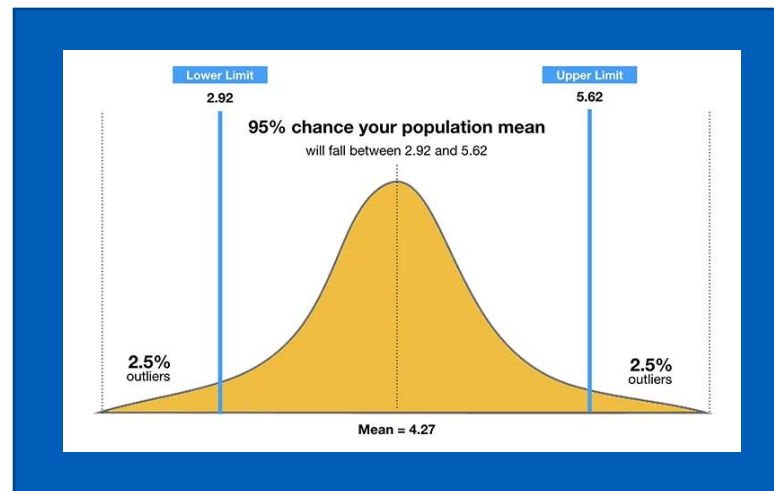 Lower Limit
Upper Limit
2.92
5.62
95% chance your population mean
will fall between 2.92 and 5.62
2.5%
outliers
2.5%
outliers
Mean = 4.27